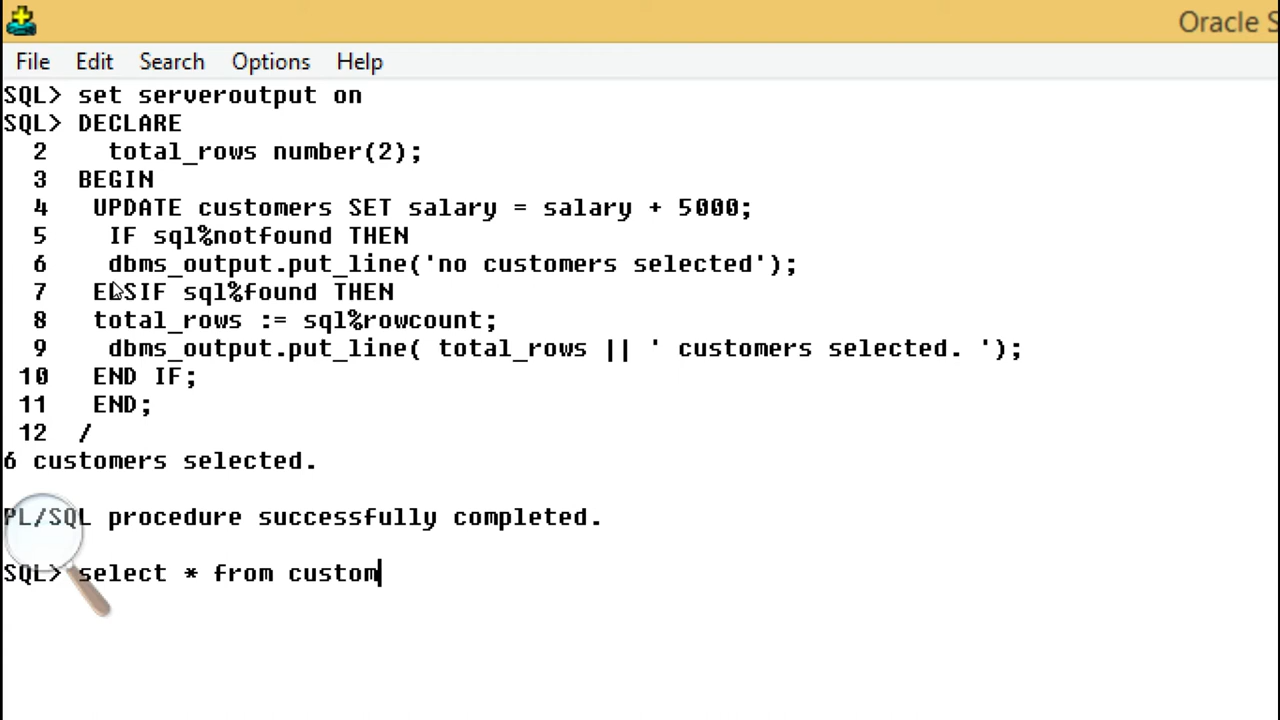 Oracle S
File Edit Search Options Help
SQL> set serveroutput on
SQL> DECLARE
2 total_rows number(2);
3 BEGIN
4 UPDATE customers SET salary = salary + 5000;
5 IF sql%notfound THEN
6 dbms_output.put_line('no customers selected');
7 ELSIF sql%found THEN
8 total_rows := sql%rowcount;
9 dbms_output.put_line( total_rows || ' customers selected. ');
10 END IF;
11 END;
12 /
6 customers selected.
PL/SQL procedure successfully completed.
SQL> select * from custom